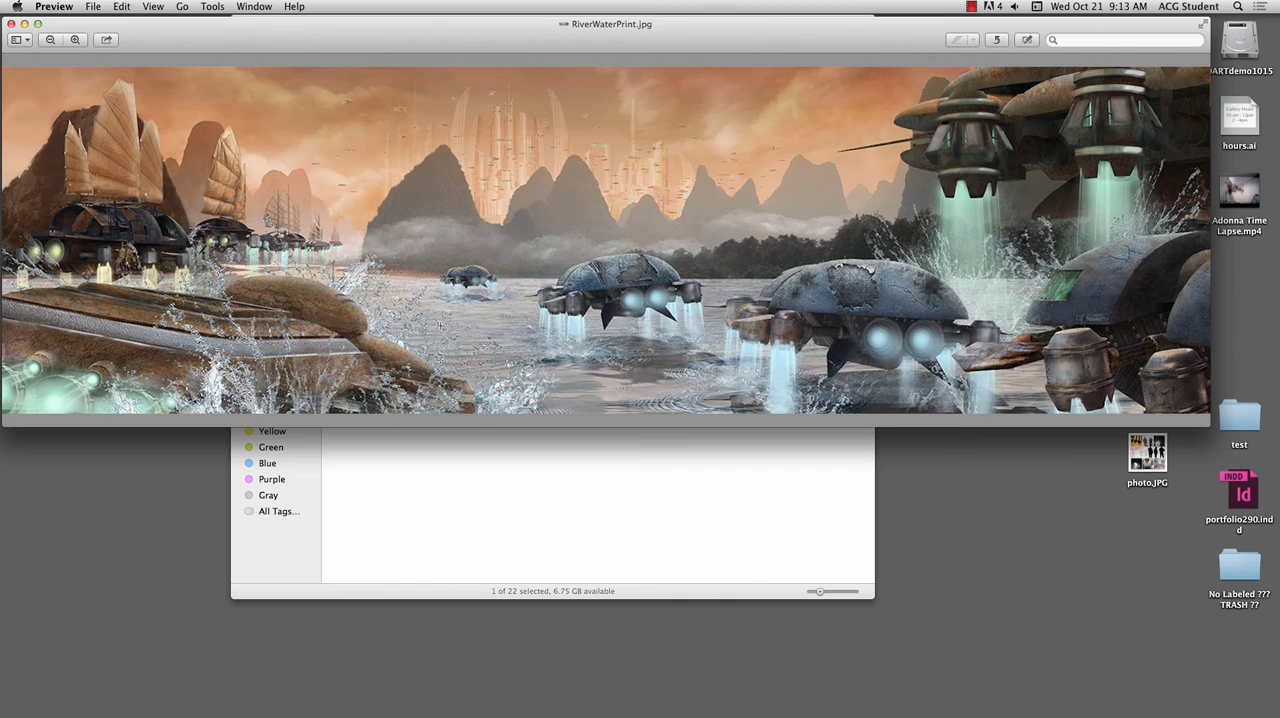 Preview File Edit View Go Tools Window Help
4 Wed Oct 21 9:13 AM ACG Student
RiverWaterPrint.jpg
DARTdemo1015
hours.ai
Adonna Time
Lapse.mp4
test
photo.JPG
INDD
Id
portfolio290.ind
d
No Labeled ???
TRASH ??
Yellow
Green
Blue
Purple
Gray
All Tags...
1 of 22 selected, 6.75 GB available